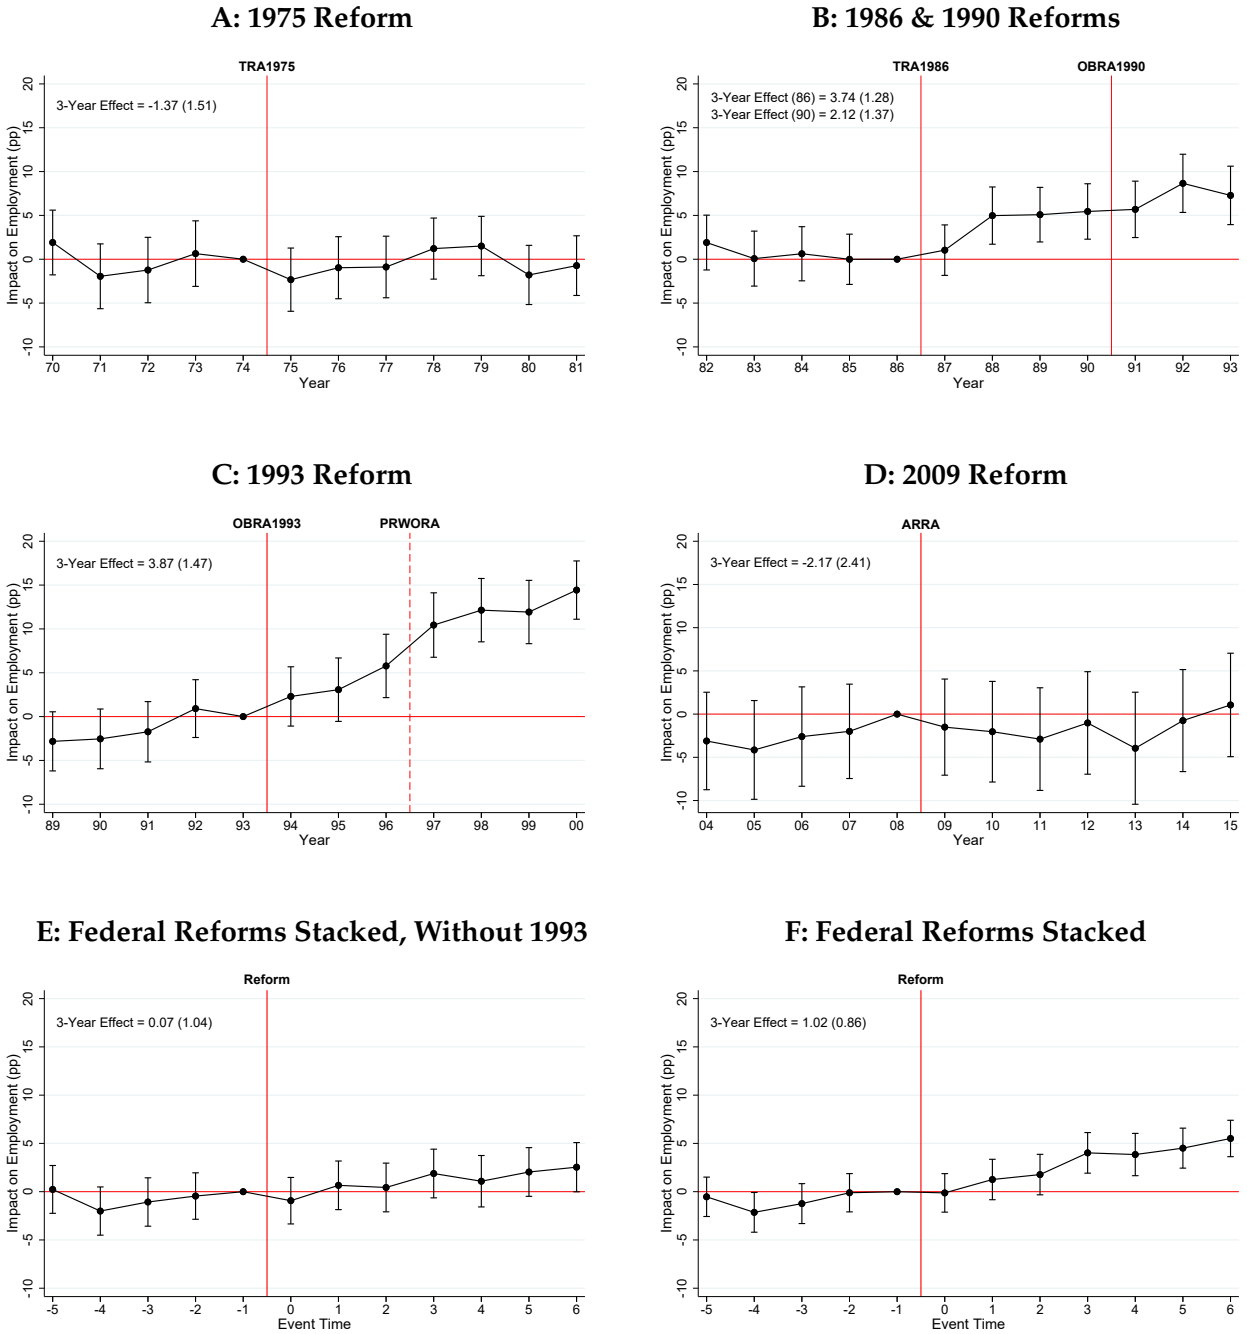 A: 1975 Reform
TRA1975
3-Year Effect = -1.37 (1.51)
Impact on Employment (pp)
20
15
10
5
0
-5
-10
70 71 72 73 74 75 76 77 78 79 80 81
Year
B: 1986 & 1990 Reforms
TRA1986 OBRA1990
3-Year Effect (86) = 3.74 (1.28)
3-Year Effect (90) = 2.12 (1.37)
Impact on Employment (pp)
20
15
10
5
0
-5
-10
82 83 84 85 86 87 88 89 90 91 92 93
Year
C: 1993 Reform
OBRA1993 PRWORA
3-Year Effect = 3.87 (1.47)
Impact on Employment (pp)
20
15
10
5
0
-5
-10
89 90 91 92 93 94 95 96 97 98 99 00
Year
D: 2009 Reform
ARRA
3-Year Effect = -2.17 (2.41)
Impact on Employment (pp)
20
15
10
5
0
-5
-10
04 05 06 07 08 09 10 11 12 13 14 15
Year
E: Federal Reforms Stacked, Without 1993
Reform
3-Year Effect = 0.07 (1.04)
Impact on Employment (pp)
20
15
10
5
0
-5
-10
-5 -4 -3 -2 -1 0 1 2 3 4 5 6
Event Time
F: Federal Reforms Stacked
Reform
3-Year Effect = 1.02 (0.86)
Impact on Employment (pp)
20
15
10
5
0
-5
-10
-5 -4 -3 -2 -1 0 1 2 3 4 5 6
Event Time